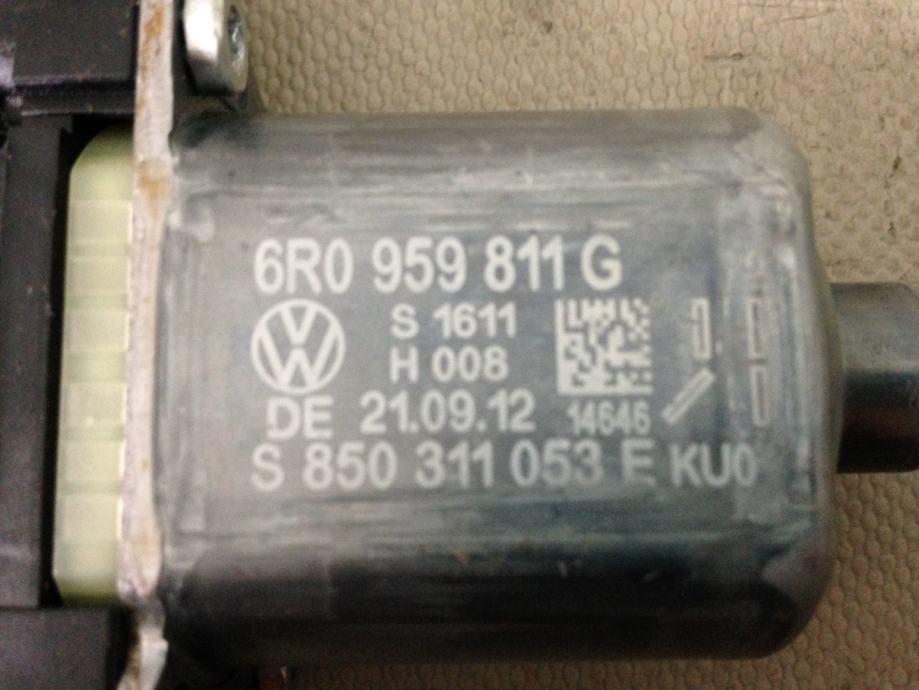 6R0 959 811 G
S 1611
H 008
DE 21.09.12 14646
S 850 311 053 E KU0